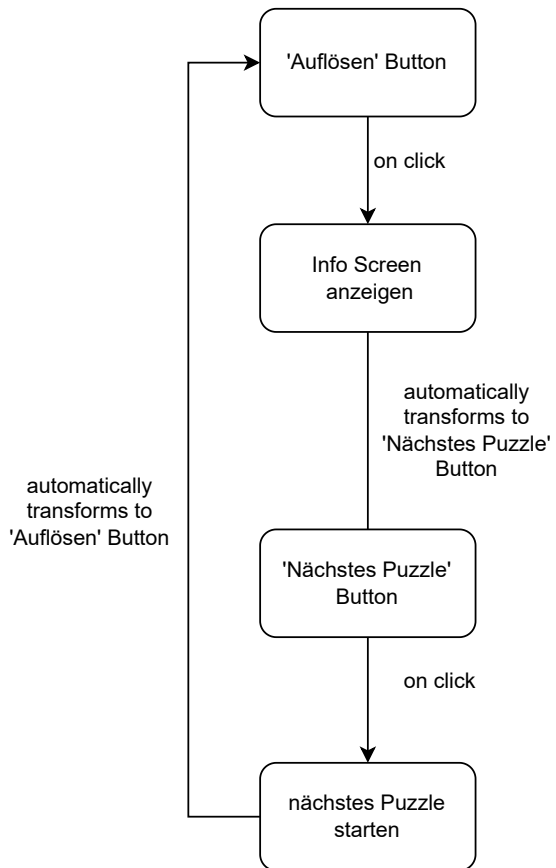 'Auflösen' Button
on click
Info Screen
anzeigen
automatically
transforms to
'Nächstes Puzzle'
Button
automatically
transforms to
'Auflösen' Button
'Nächstes Puzzle'
Button
on click
nächstes Puzzle
starten